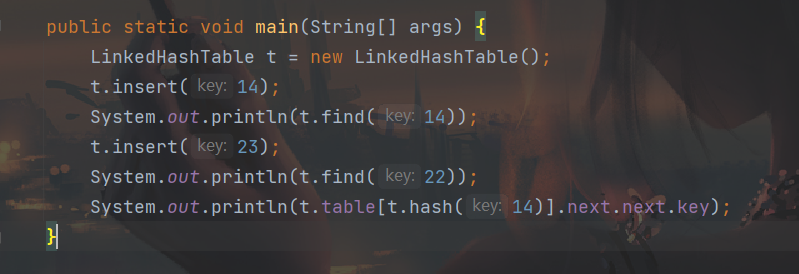 public static void main(String[] args) {
LinkedHashTable t = new LinkedHashTable();
t.insert( key: 14);
System.out.println(t.find( key: 14));
t.insert( key: 23);
System.out.println(t.find( key: 22));
System.out.println(t.table[t.hash( key: 14)].next.next.key);
}